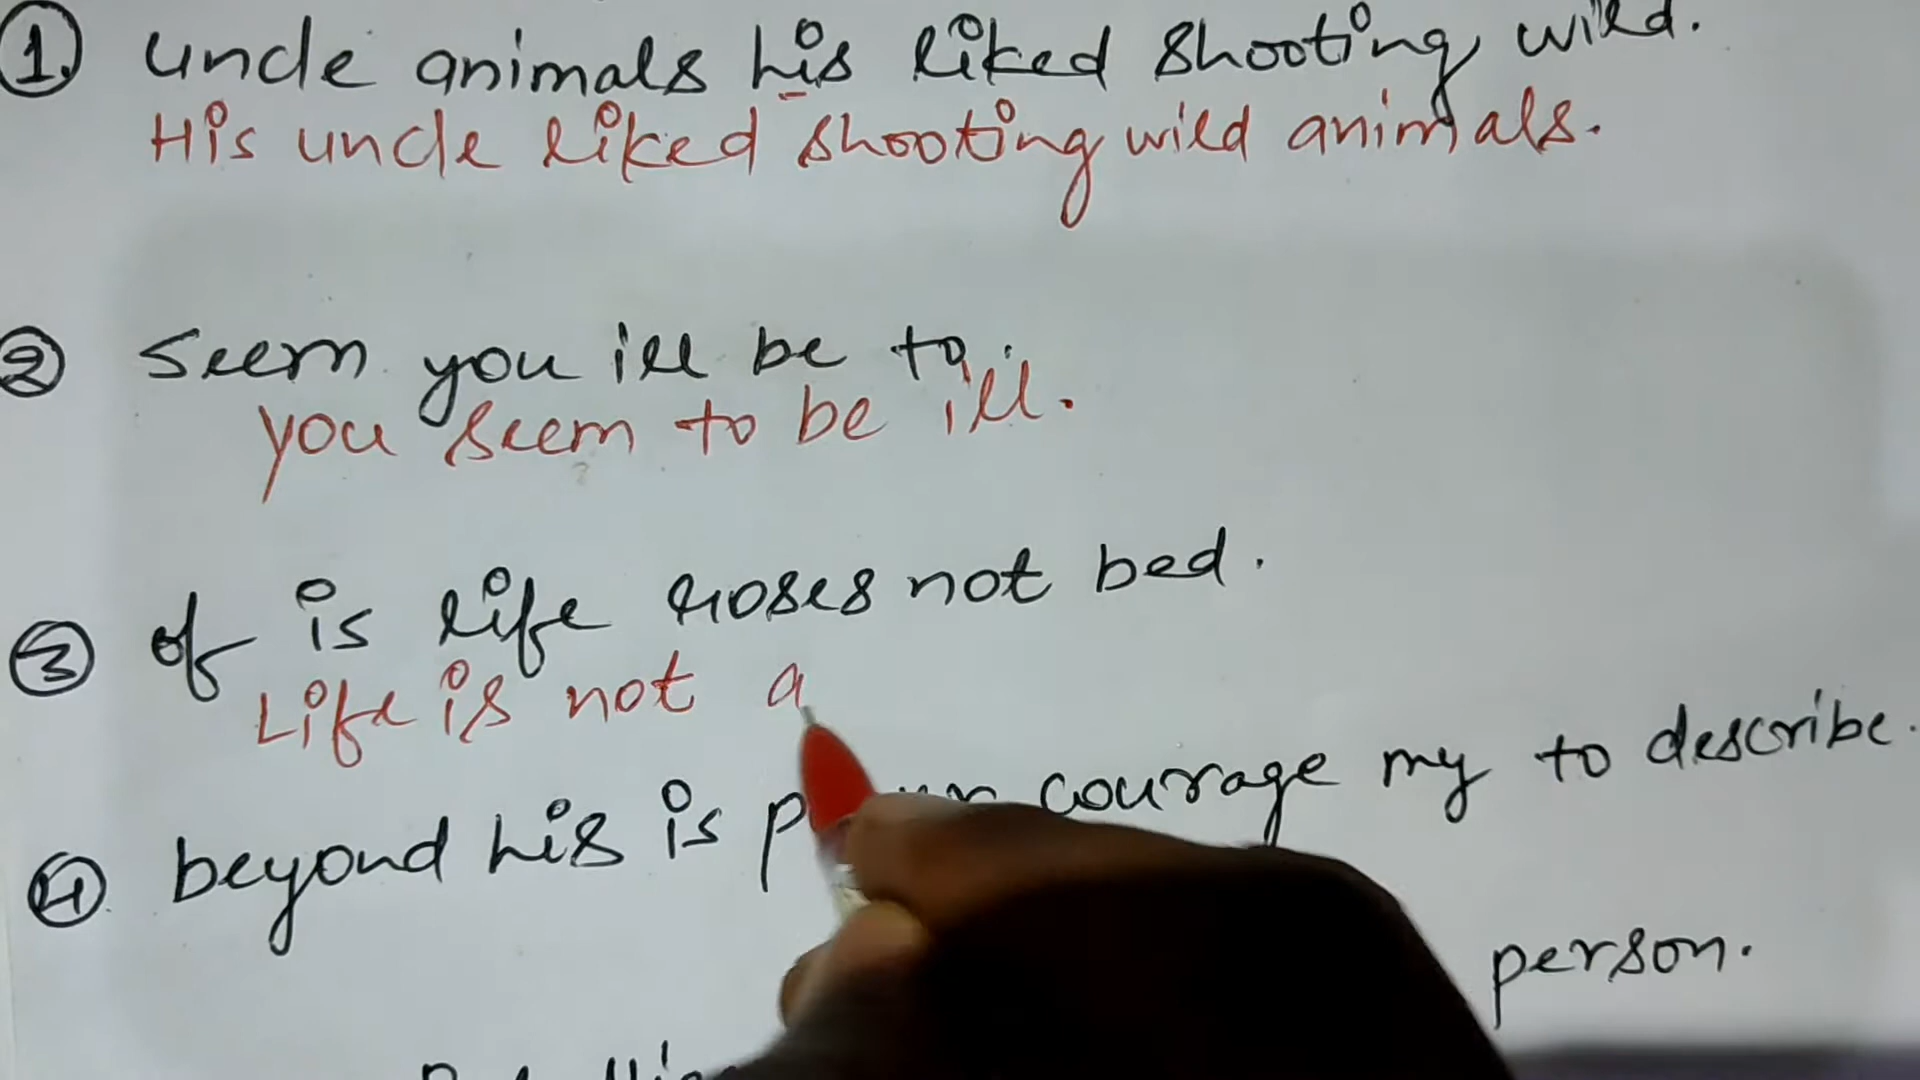 1. uncle animals his liked shooting wild.
His uncle liked shooting wild animals.
2 Seem you ill be to.
you seem to be ill.
3 of is life roses not bed.
Life is not a
4 beyond his is courage my to describe.
person.